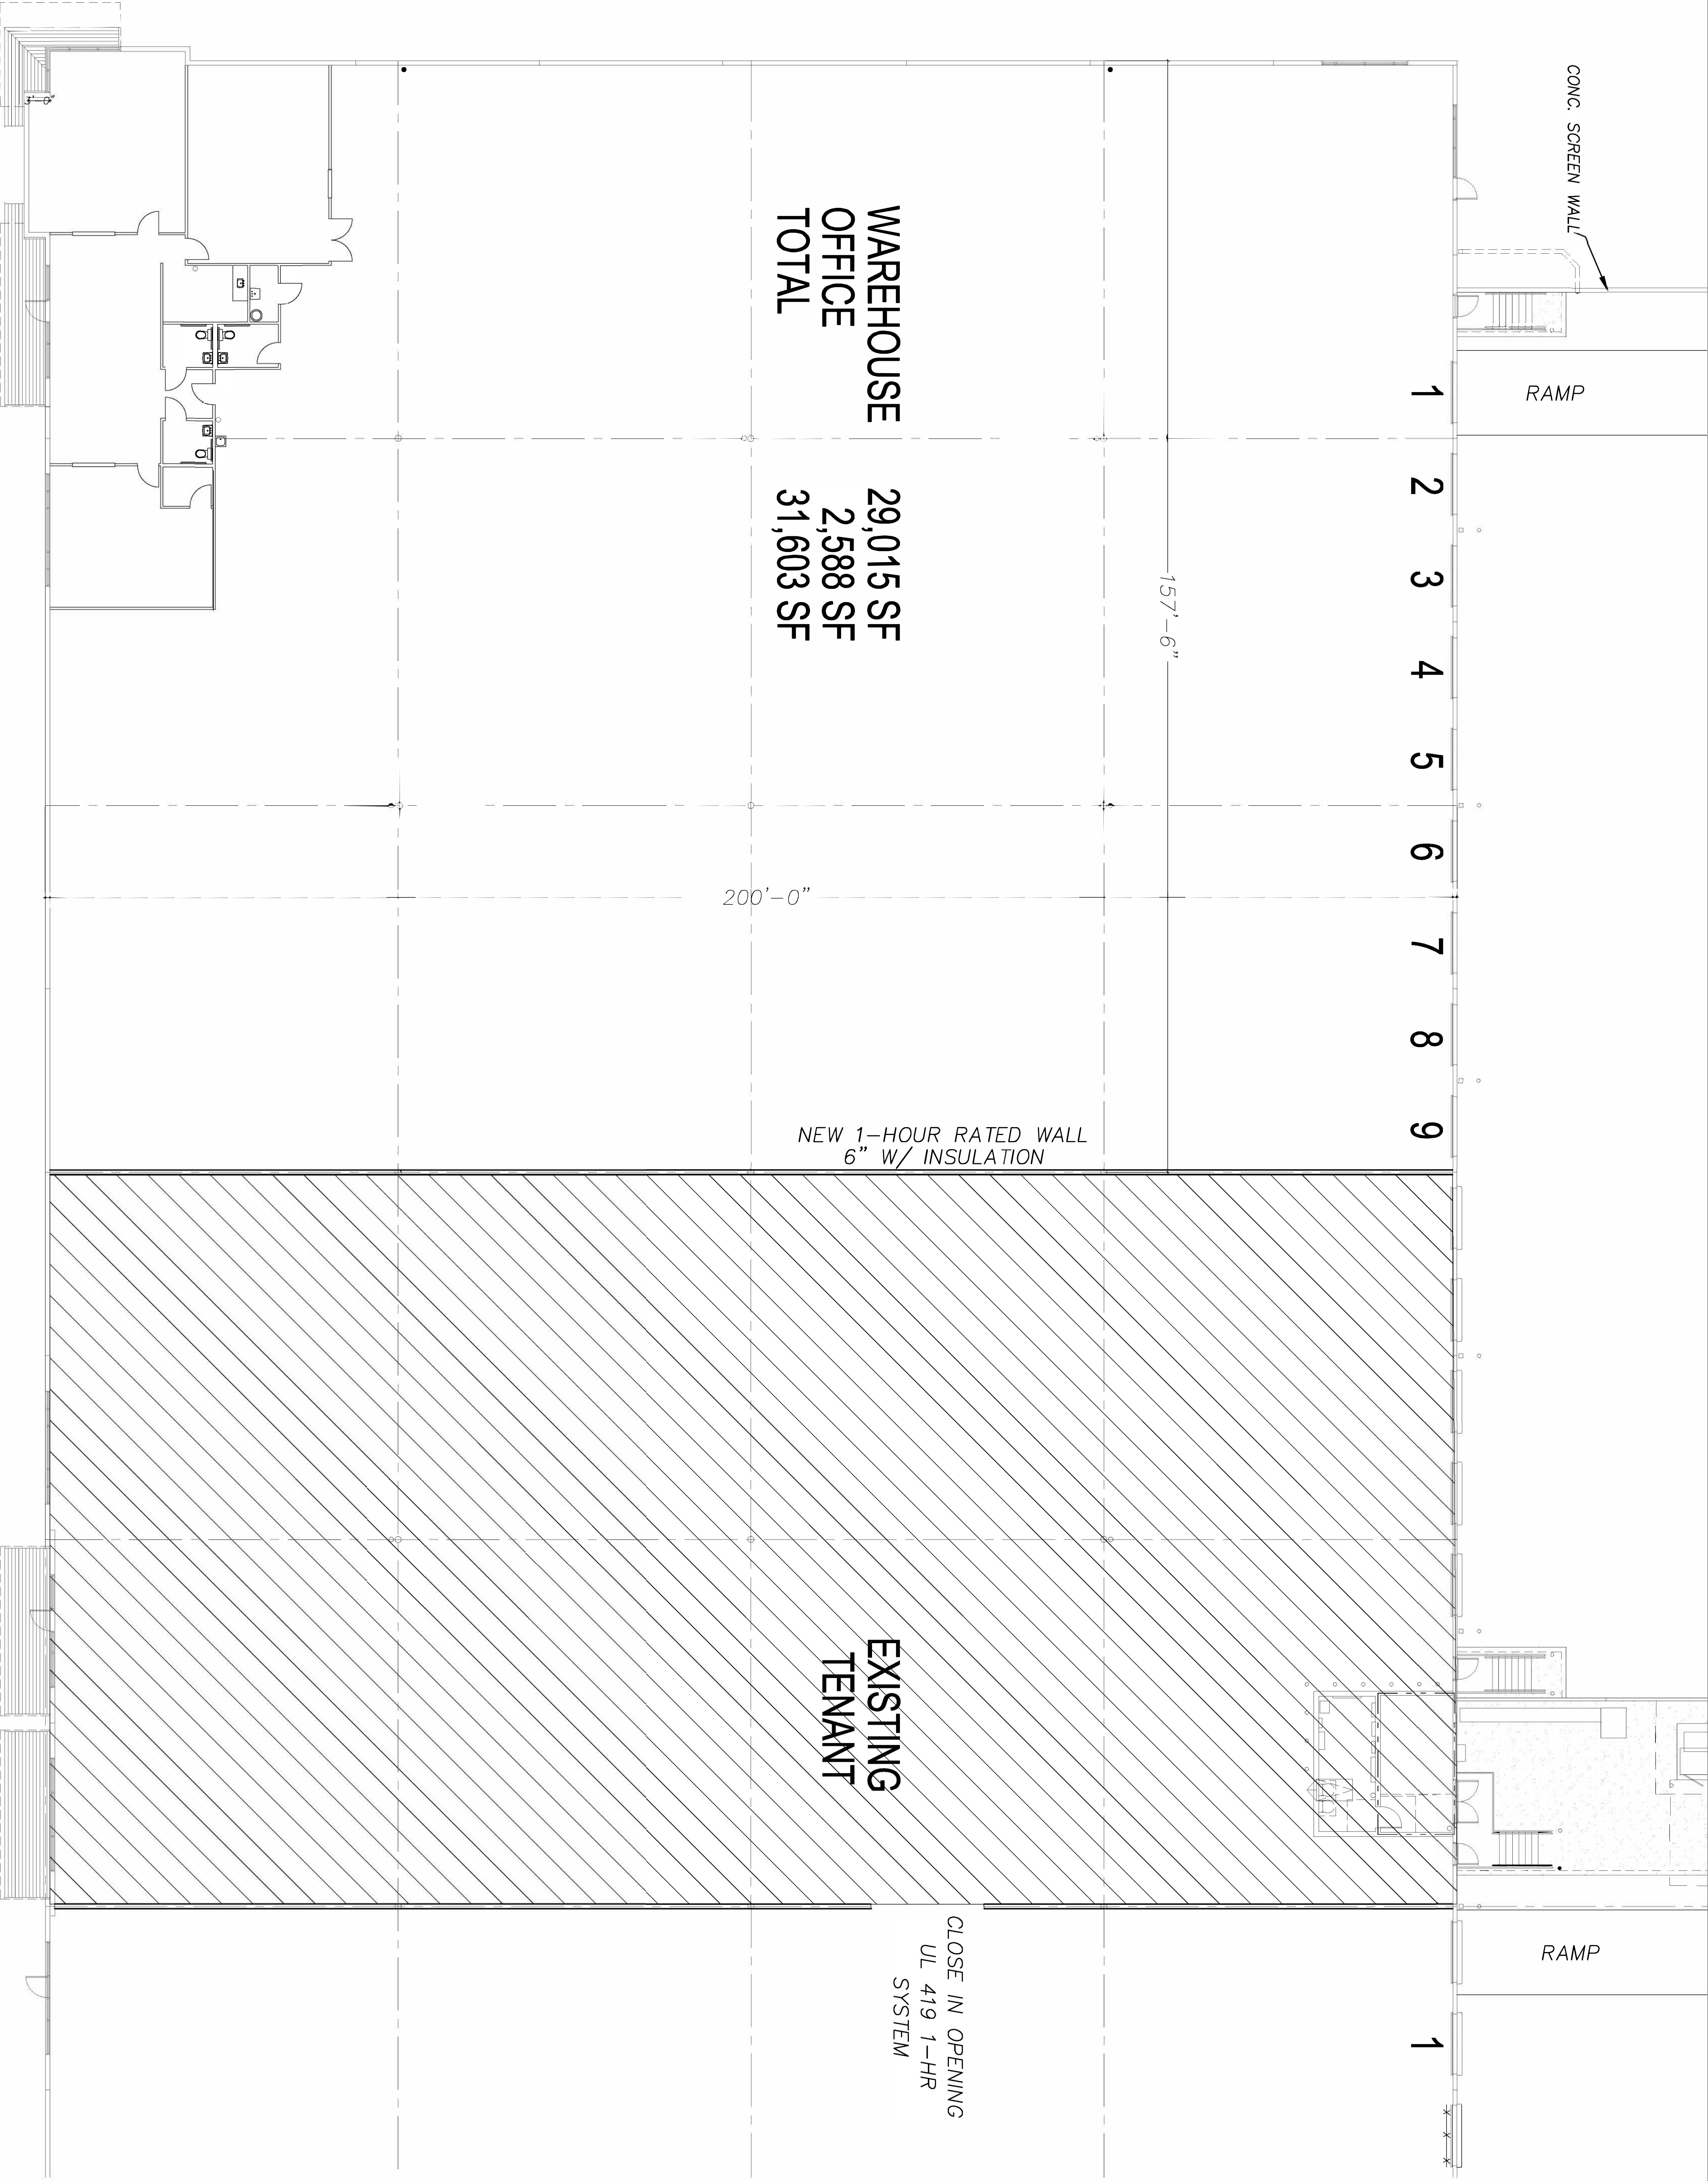 CONC. SCREEN WALL
3'-0"
RAMP
WAREHOUSE 29,015 SF
OFFICE 2,588 SF
TOTAL 31,603 SF
1
2
3
4
5
6
7
8
9
157'-6"
200'-0"
NEW 1-HOUR RATED WALL
6" W/ INSULATION
EXISTING
TENANT
CLOSE IN OPENING
UL 419 1-HR
SYSTEM
RAMP
1